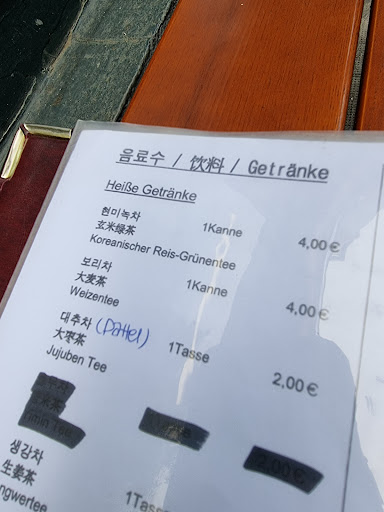 음료수 / 饮料 / Getränke
Heiße Getränke
현미녹차
玄米绿茶 1Kanne 4,00 €
Koreanischer Reis-Grünentee
보리차
大麦茶 1Kanne 4,00 €
Weizentee
대추차 (Dattel)
大枣茶 1Tasse 2,00 €
Jujuben Tee
생강차
生姜茶 1Tasse
ngwertee